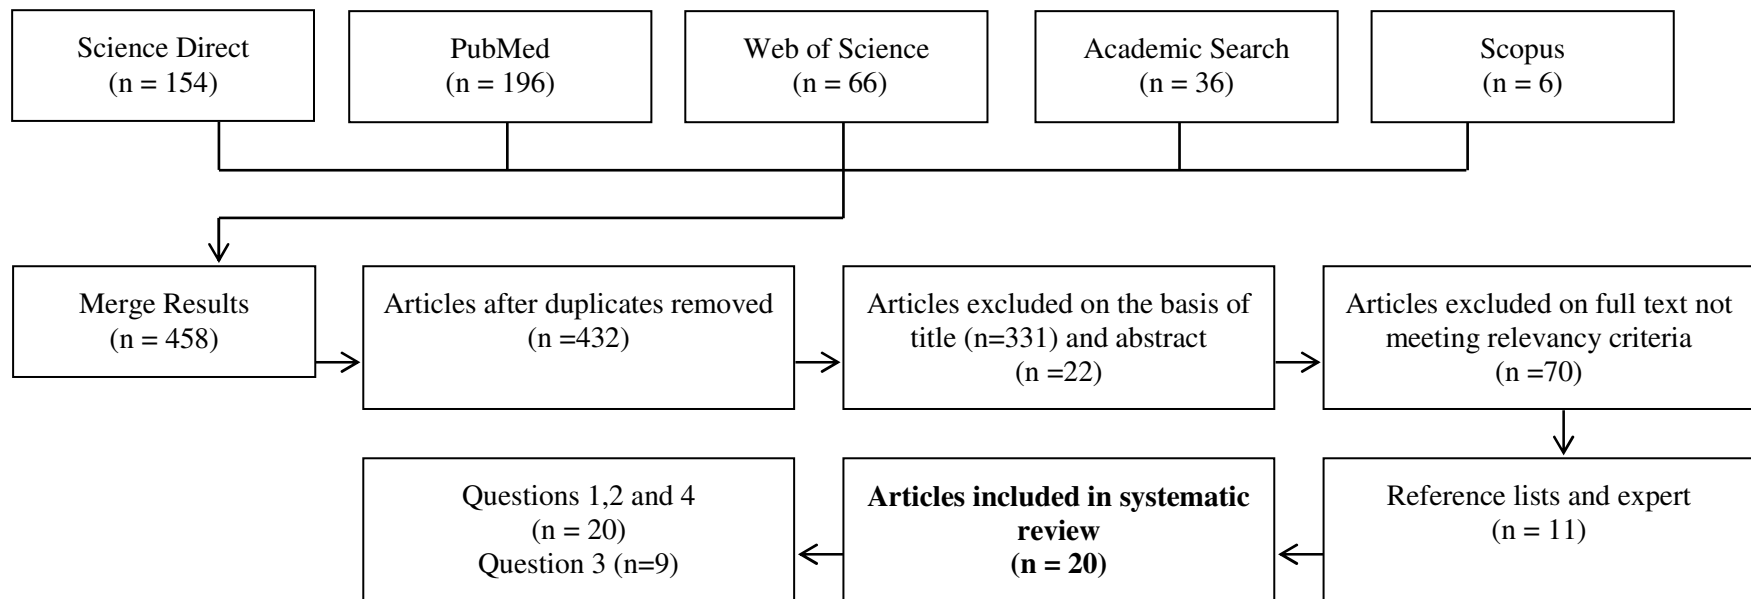 Science Direct
(n = 154)
PubMed
(n = 196)
Web of Science
(n = 66)
Academic Search
(n = 36)
Scopus
(n = 6)
Merge Results
(n = 458)
Articles after duplicates removed
(n =432)
Articles excluded on the basis of
title (n=331) and abstract
(n =22)
Articles excluded on full text not
meeting relevancy criteria
(n =70)
Questions 1,2 and 4
(n = 20)
Question 3 (n=9)
Articles included in systematic
review
(n = 20)
Reference lists and expert
(n = 11)